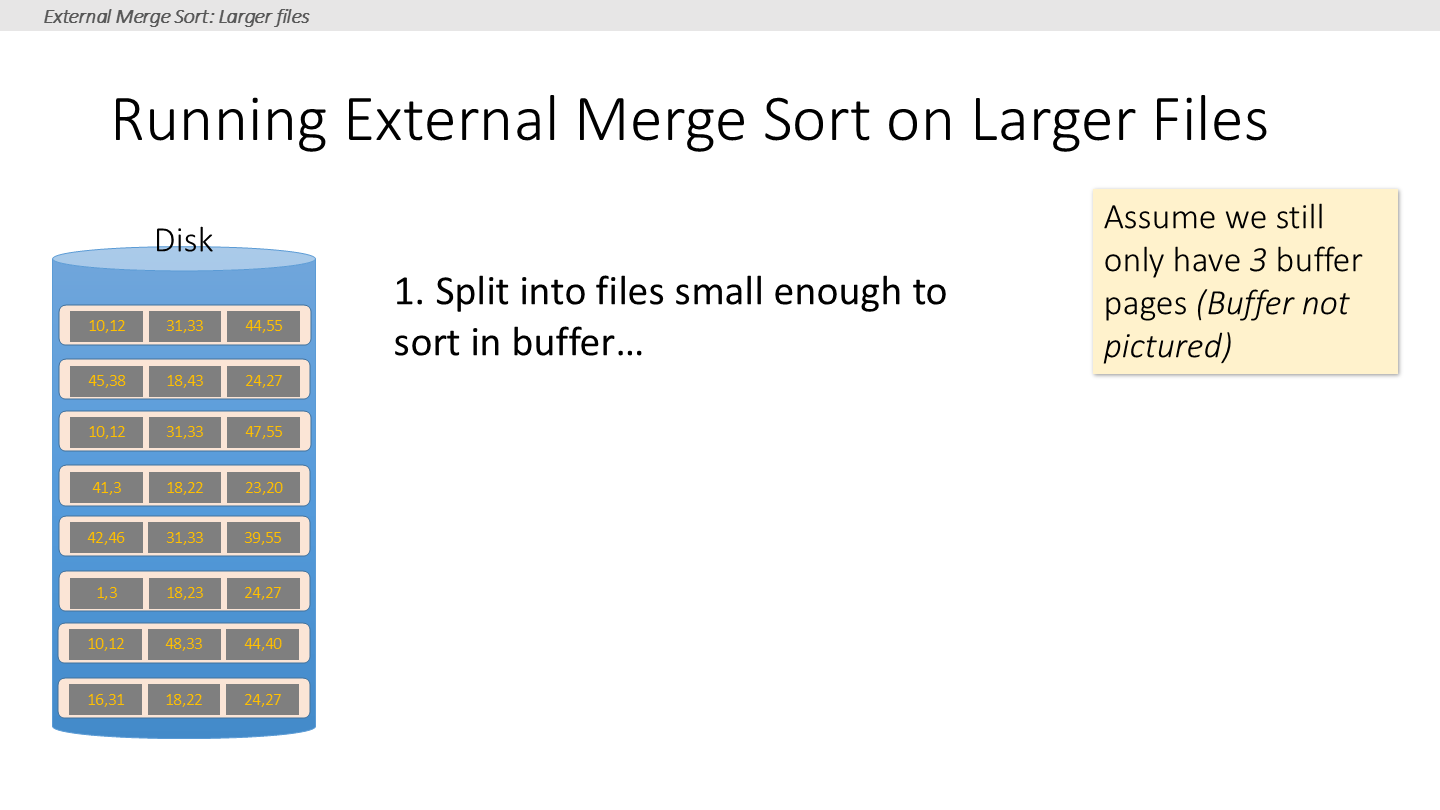 External Merge Sort: Larger files
Running External Merge Sort on Larger Files
Disk
10,12 31,33 44,55
45,38 18,43 24,27
10,12 31,33 47,55
41,3 18,22 23,20
42,46 31,33 39,55
1,3 18,23 24,27
10,12 48,33 44,40
16,31 18,22 24,27
1. Split into files small enough to
sort in buffer…
Assume we still
only have 3 buffer
pages (Buffer not
pictured)